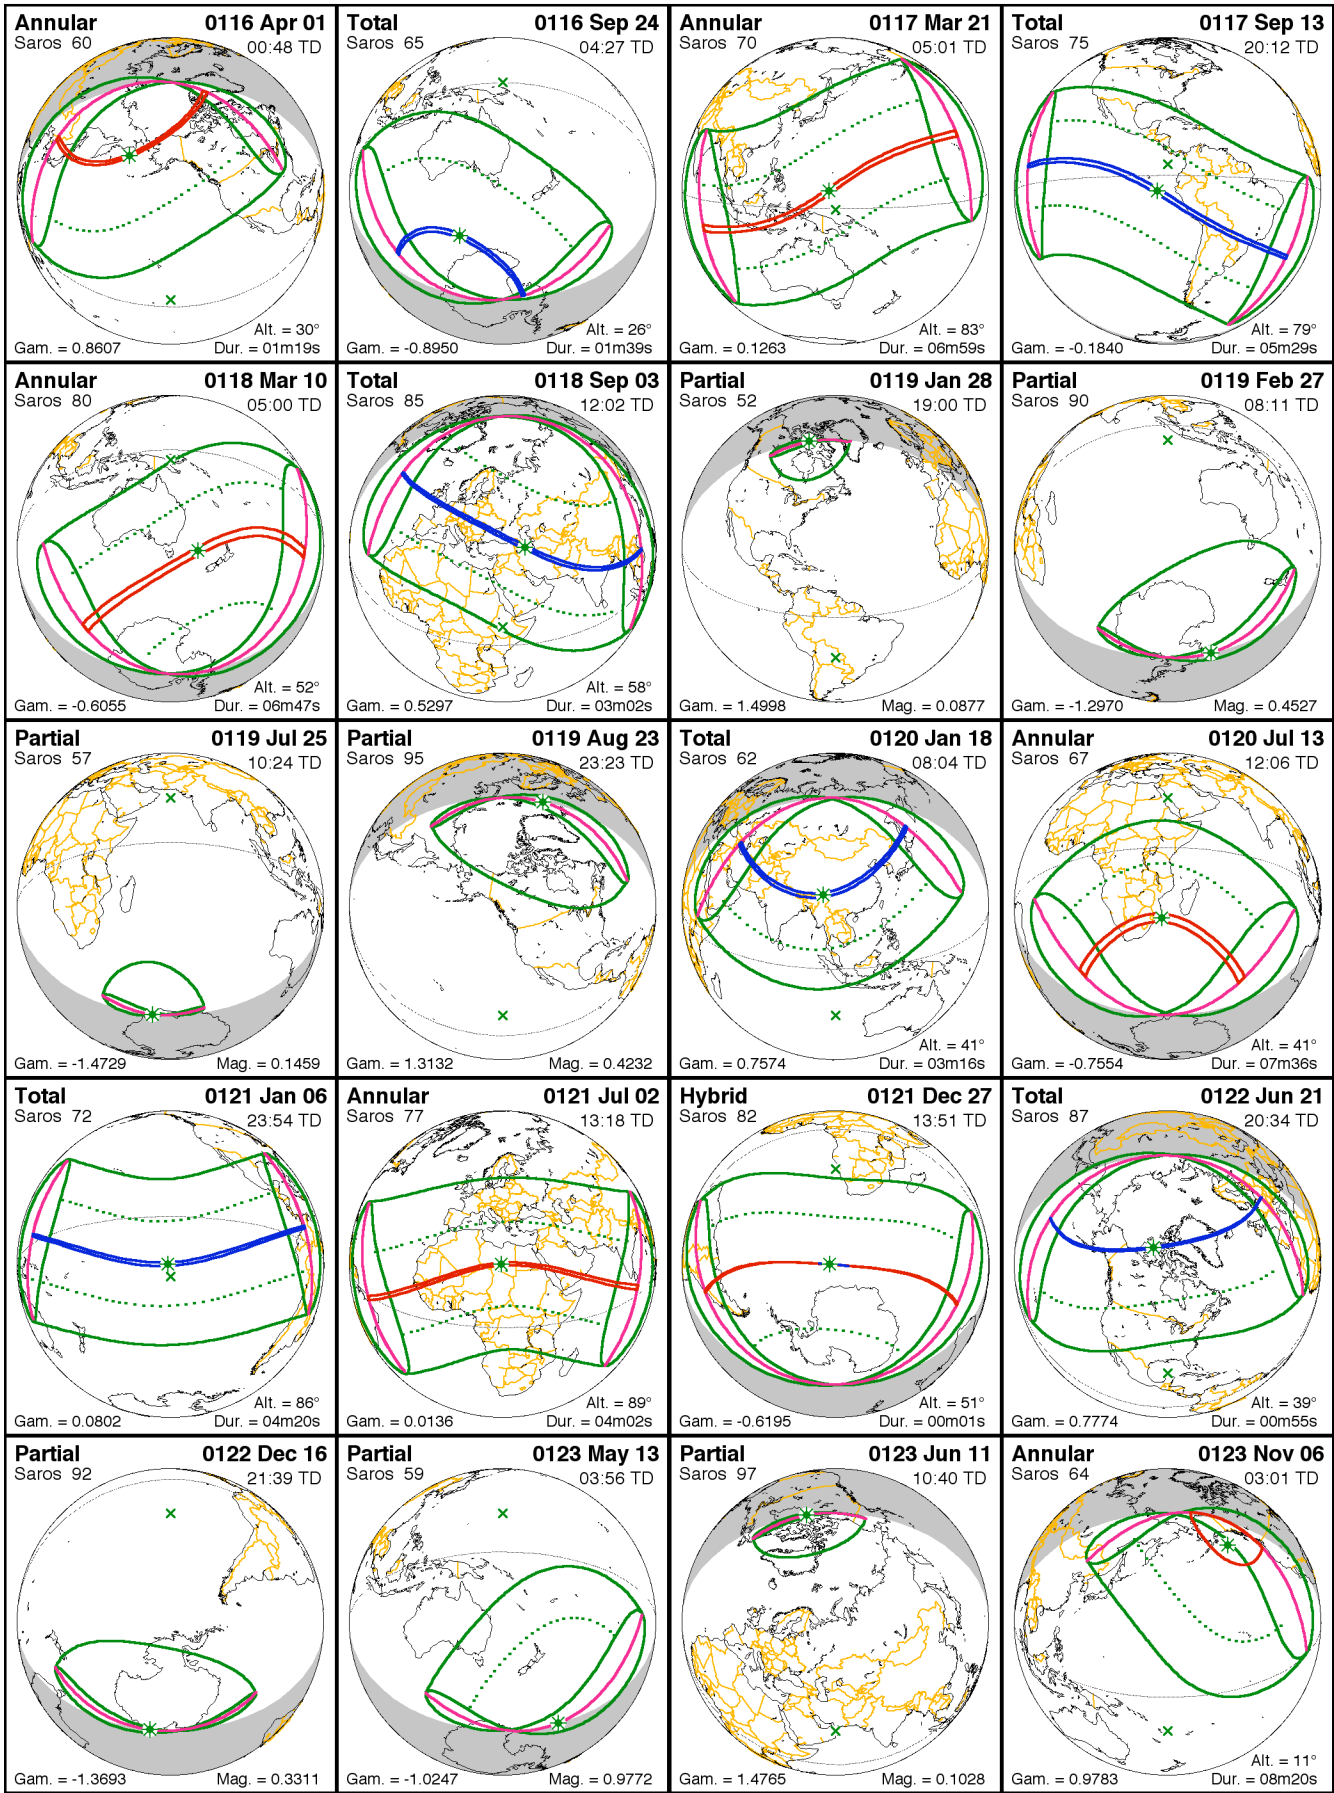 Annular 0116 Apr 01
Saros 60 00:48 TD
Alt. = 30°
Gam. = 0.8607 Dur. = 01m19s
Total 0116 Sep 24
Saros 65 04:27 TD
Alt. = 26°
Gam. = -0.8950 Dur. = 01m39s
Annular 0117 Mar 21
Saros 70 05:01 TD
Alt. = 83°
Gam. = 0.1263 Dur. = 06m59s
Total 0117 Sep 13
Saros 75 20:12 TD
Alt. = 79°
Gam. = -0.1840 Dur. = 05m29s
Annular 0118 Mar 10
Saros 80 05:00 TD
Alt. = 52°
Gam. = -0.6055 Dur. = 06m47s
Total 0118 Sep 03
Saros 85 12:02 TD
Alt. = 58°
Gam. = 0.5297 Dur. = 03m02s
Partial 0119 Jan 28
Saros 52 19:00 TD
Gam. = 1.4998 Mag. = 0.0877
Partial 0119 Feb 27
Saros 90 08:11 TD
Gam. = -1.2970 Mag. = 0.4527
Partial 0119 Jul 25
Saros 57 10:24 TD
Gam. = -1.4729 Mag. = 0.1459
Partial 0119 Aug 23
Saros 95 23:23 TD
Gam. = 1.3132 Mag. = 0.4232
Total 0120 Jan 18
Saros 62 08:04 TD
Alt. = 41°
Gam. = 0.7574 Dur. = 03m16s
Annular 0120 Jul 13
Saros 67 12:06 TD
Alt. = 41°
Gam. = -0.7554 Dur. = 07m36s
Total 0121 Jan 06
Saros 72 23:54 TD
Alt. = 86°
Gam. = 0.0802 Dur. = 04m20s
Annular 0121 Jul 02
Saros 77 13:18 TD
Alt. = 89°
Gam. = 0.0136 Dur. = 04m02s
Hybrid 0121 Dec 27
Saros 82 13:51 TD
Alt. = 51°
Gam. = -0.6195 Dur. = 00m01s
Total 0122 Jun 21
Saros 87 20:34 TD
Alt. = 39°
Gam. = 0.7774 Dur. = 00m55s
Partial 0122 Dec 16
Saros 92 21:39 TD
Gam. = -1.3693 Mag. = 0.3311
Partial 0123 May 13
Saros 59 03:56 TD
Gam. = -1.0247 Mag. = 0.9772
Partial 0123 Jun 11
Saros 97 10:40 TD
Gam. = 1.4765 Mag. = 0.1028
Annular 0123 Nov 06
Saros 64 03:01 TD
Alt. = 11°
Gam. = 0.9783 Dur. = 08m20s